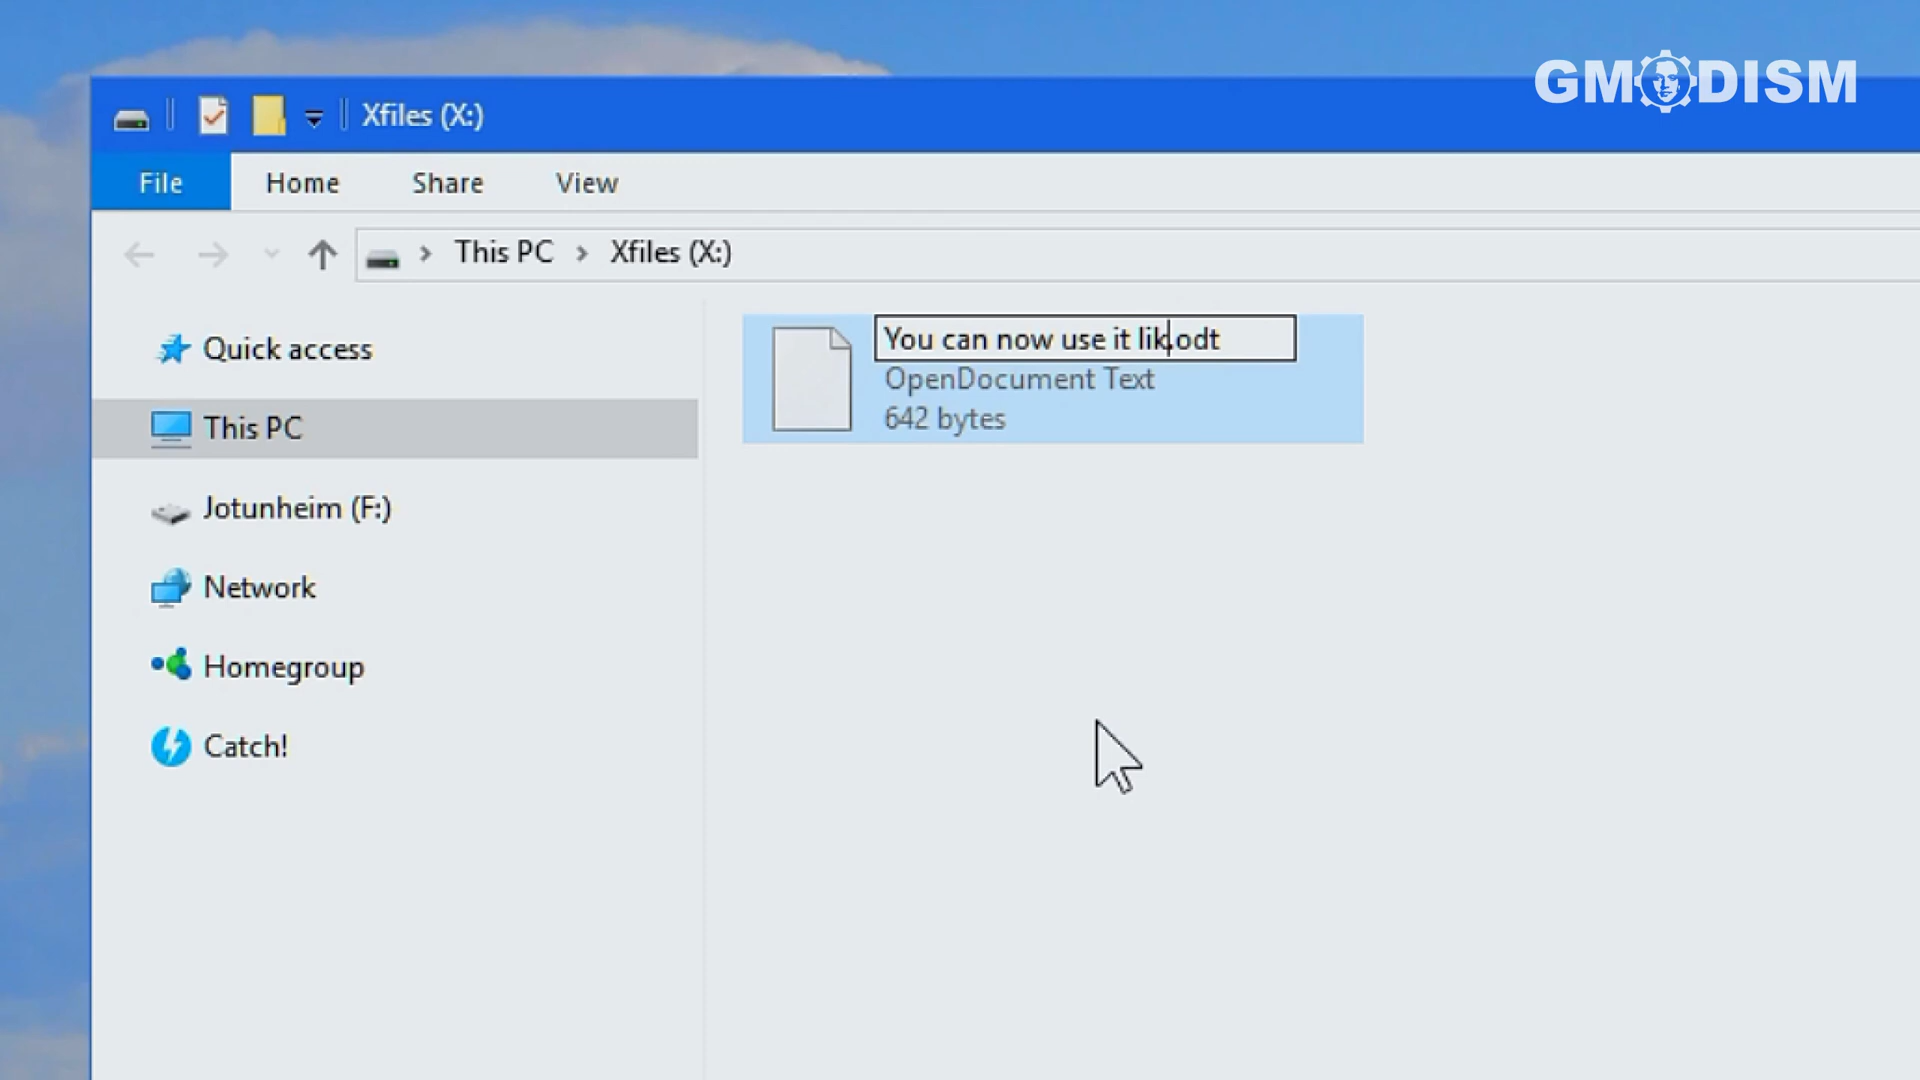 GMODISM
Xfiles (X:)
File Home Share View
This PC Xfiles (X:)
Quick access
This PC
Jotunheim (F:)
Network
Homegroup
Catch!
You can now use it lik.odt
OpenDocument Text
642 bytes